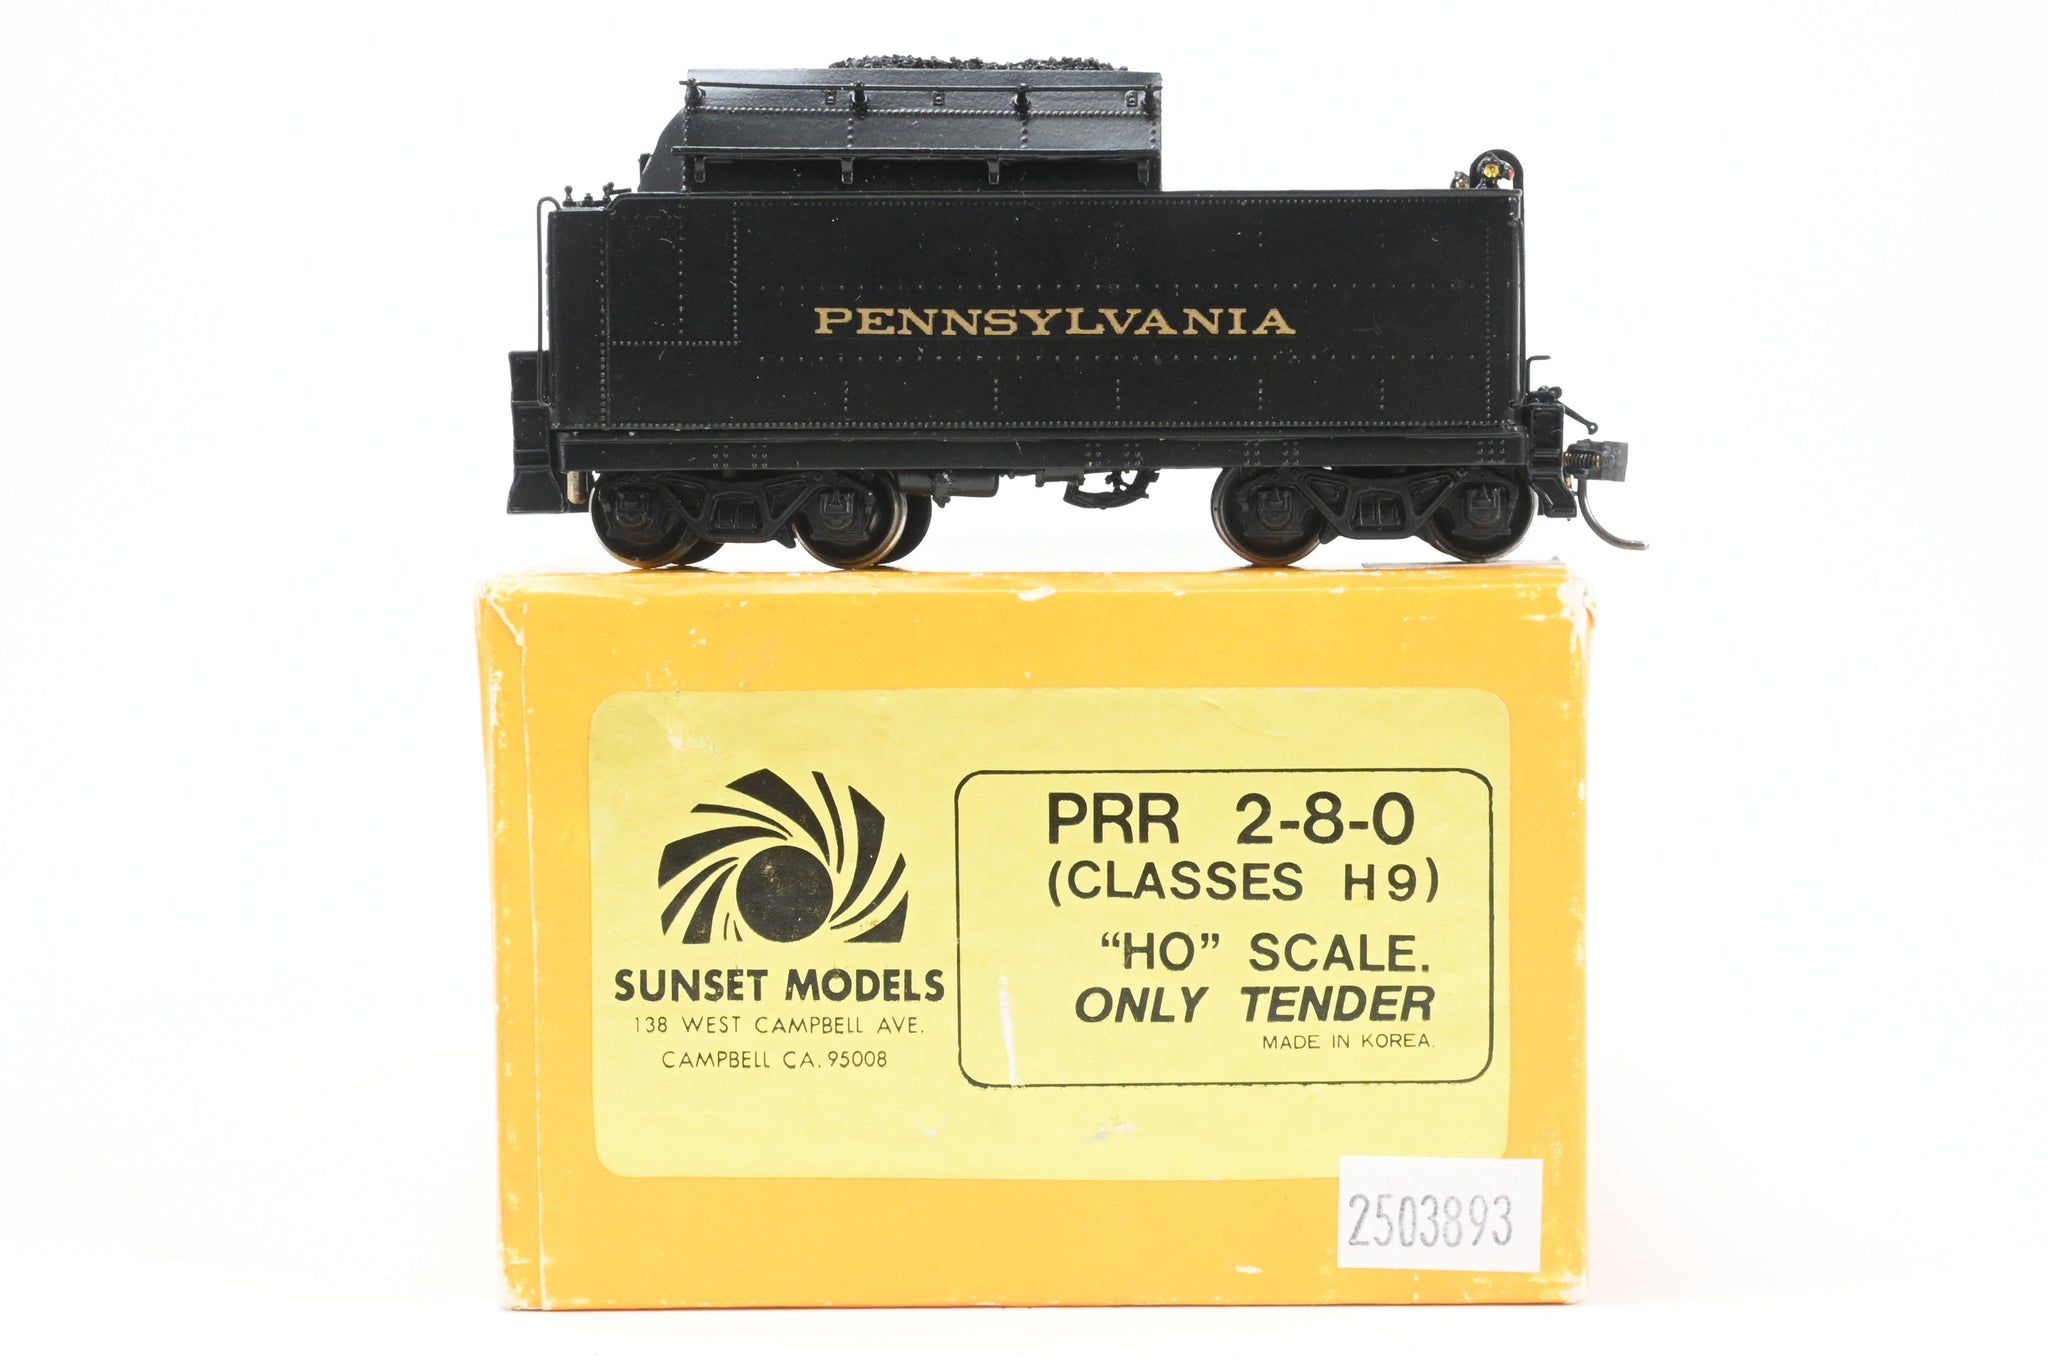 PENNSYLVANIA
SUNSET MODELS
138 WEST CAMPBELL AVE.
CAMPBELL CA. 95008
PRR 2-8-0
(CLASSES H9)
“HO” SCALE.
ONLY TENDER
MADE IN KOREA.
2503893